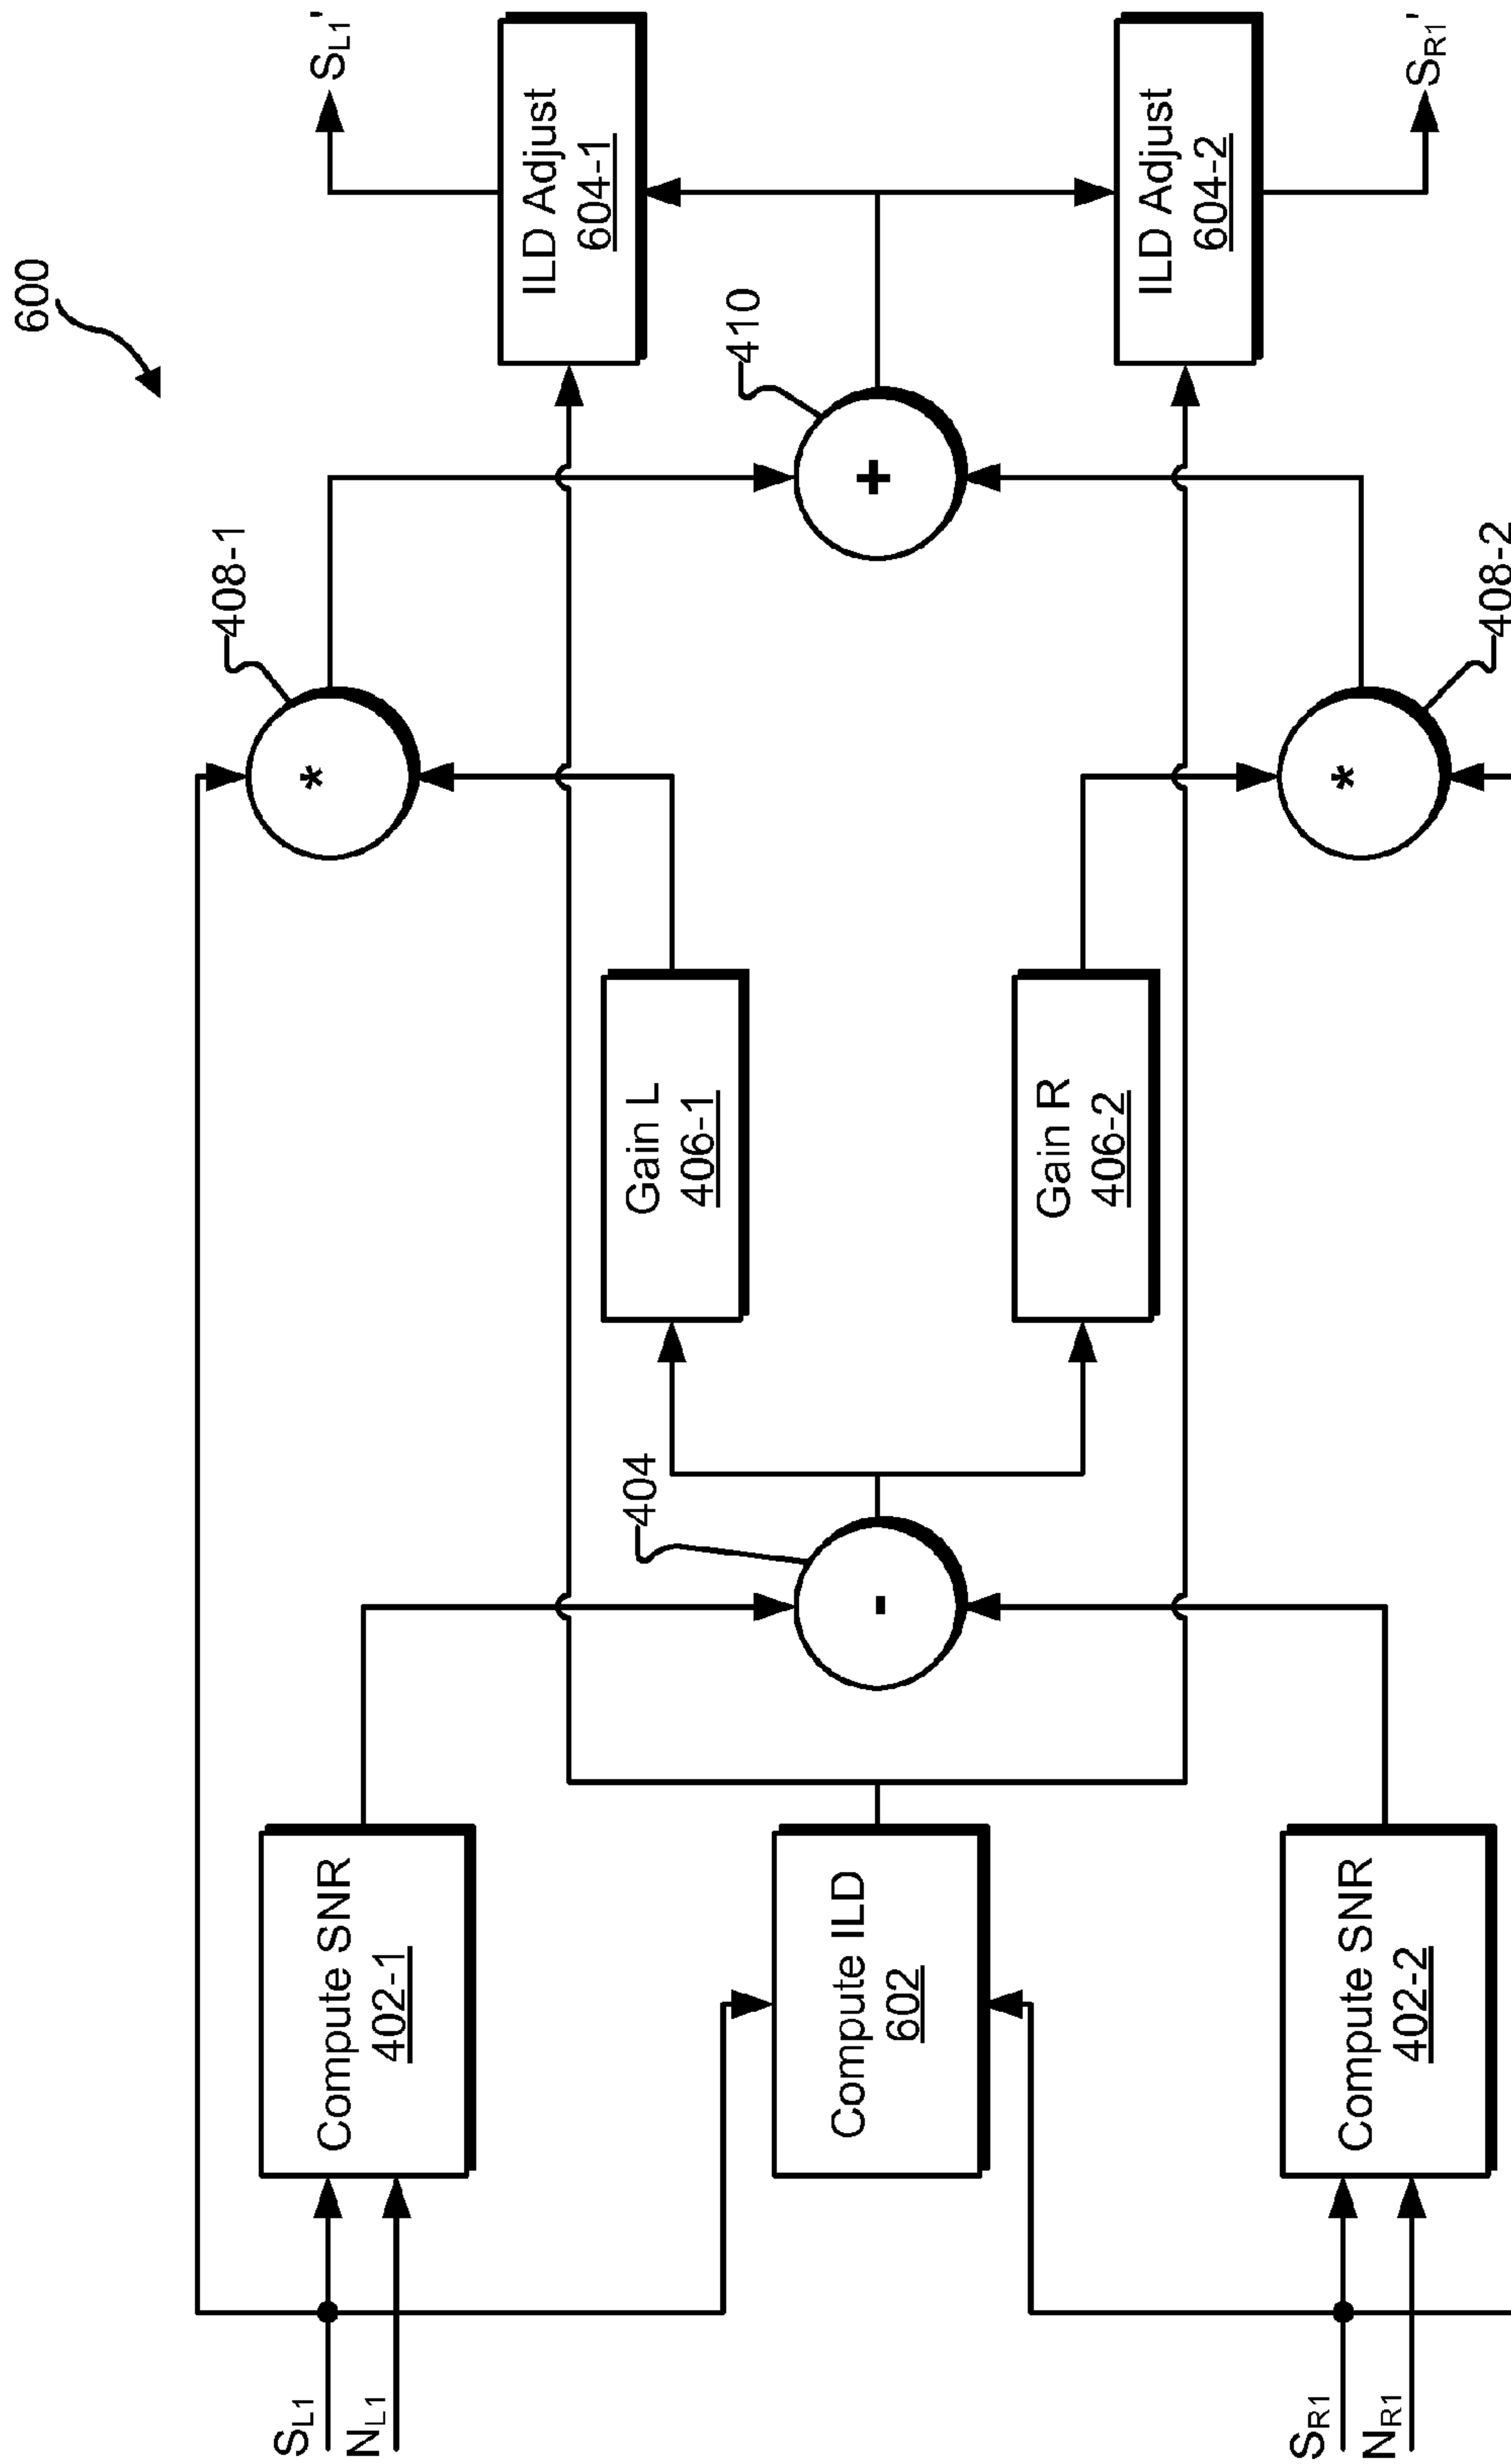 600
S_L1
N_L1
Compute SNR
402-1
Compute ILD
602
S_R1
N_R1
Compute SNR
402-2
404
-
Gain L
406-1
Gain R
406-2
408-1
*
408-2
*
410
+
ILD Adjust
604-1
ILD Adjust
604-2
S_L1'
S_R1'